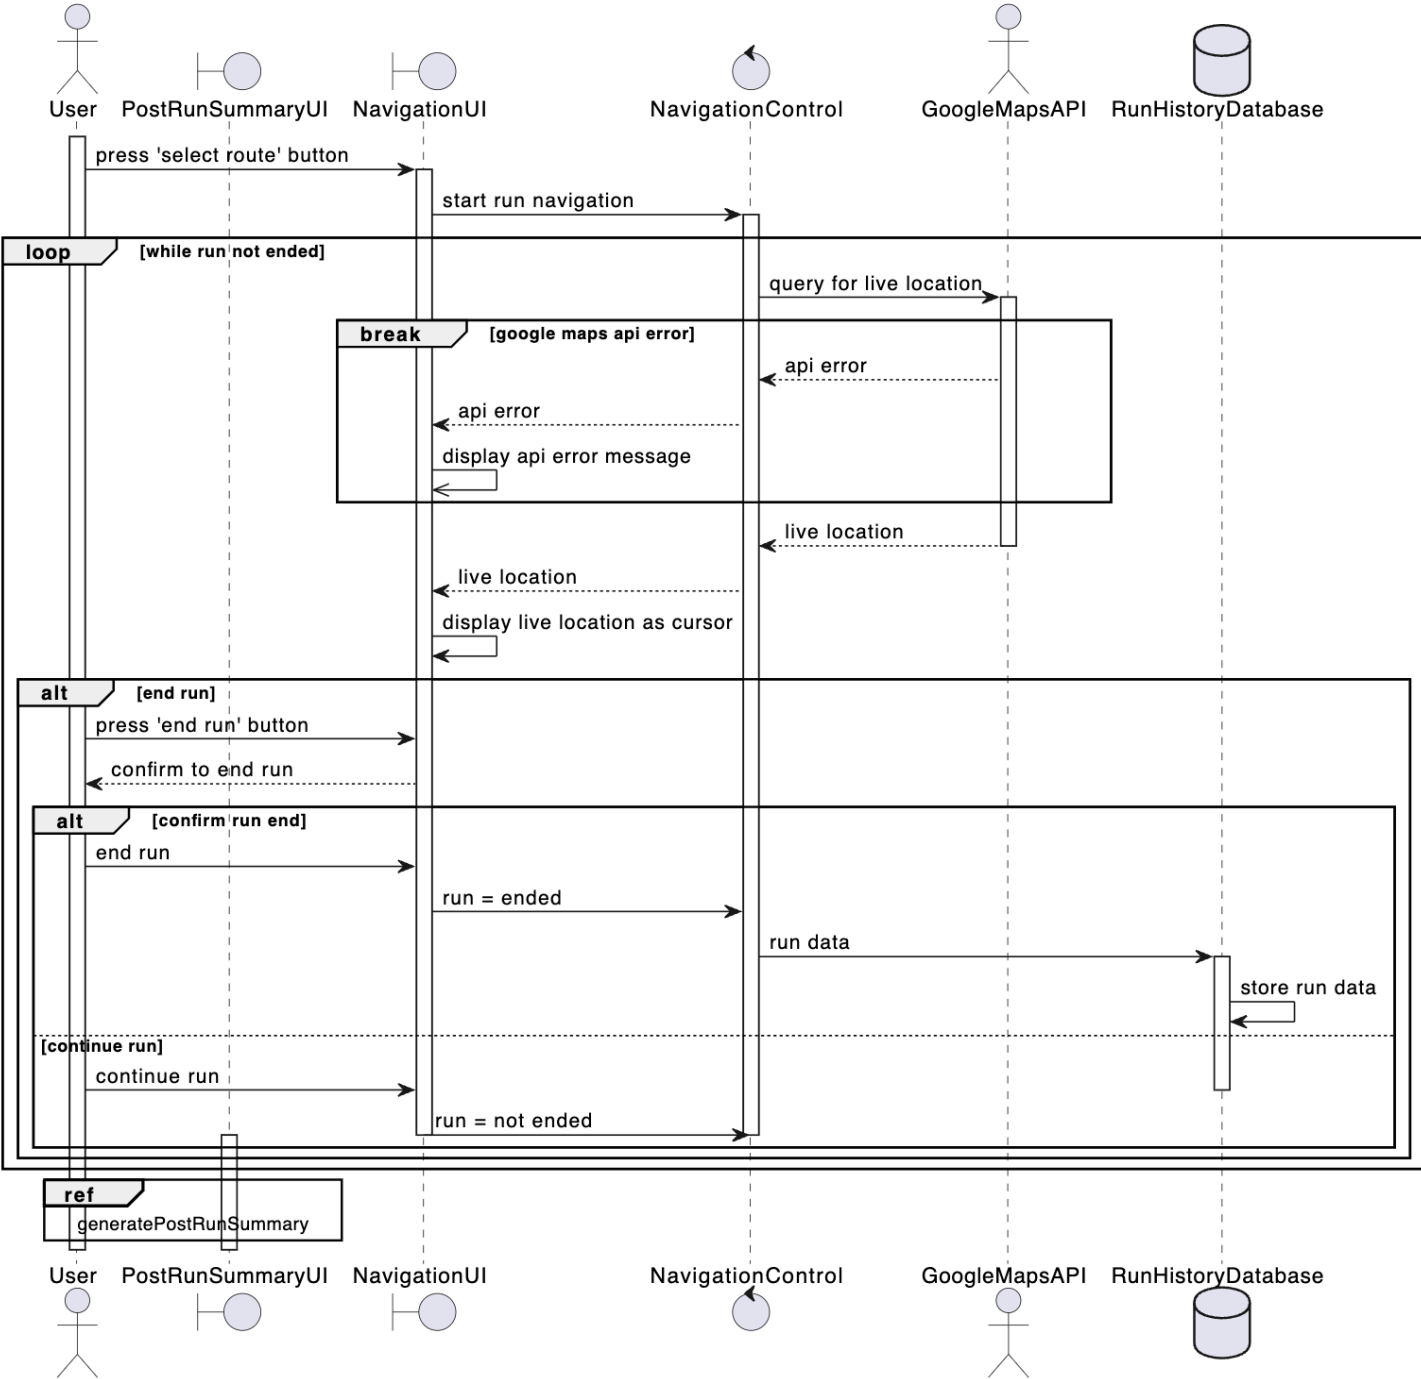 User
PostRunSummaryUI
NavigationUI
NavigationControl
GoogleMapsAPI
RunHistoryDatabase
press 'select route' button
start run navigation
loop
[while run not ended]
query for live location
break
[google maps api error]
api error
api error
display api error message
live location
live location
display live location as cursor
alt
[end run]
press 'end run' button
confirm to end run
alt
[confirm run end]
end run
run = ended
run data
store run data
[continue run]
continue run
run = not ended
ref
generatePostRunSummary
User
PostRunSummaryUI
NavigationUI
NavigationControl
GoogleMapsAPI
RunHistoryDatabase